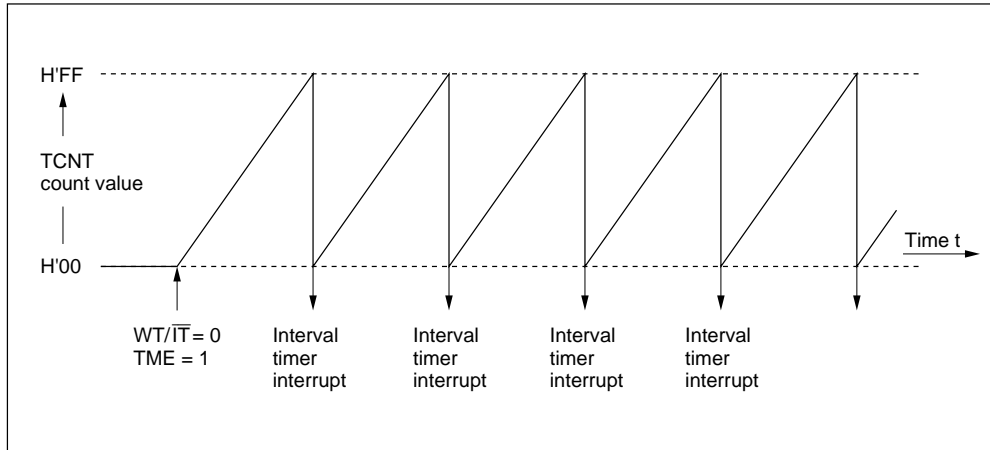 H'FF
TCNT
count value
H'00
Time t
WT/I̅T̅ = 0
TME = 1
Interval
timer
interrupt
Interval
timer
interrupt
Interval
timer
interrupt
Interval
timer
interrupt